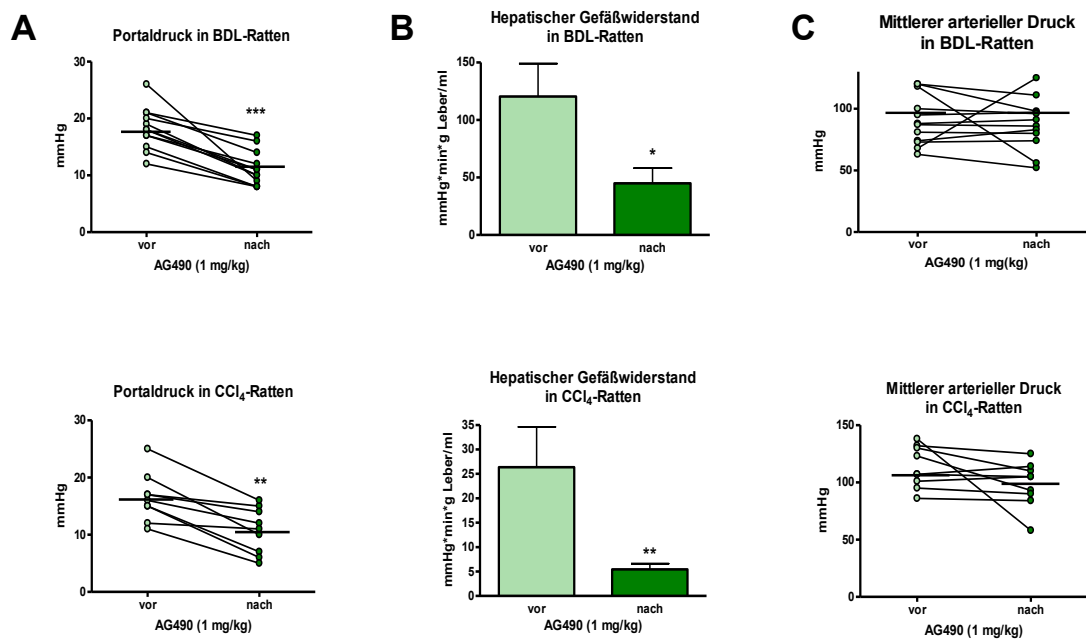 A
Portaldruck in BDL-Ratten
30
20
10
0
mmHg
***
vor nach
AG490 (1 mg/kg)
B
Hepatischer Gefäßwiderstand
in BDL-Ratten
150
100
50
0
mmHg*min*g Leber/ml
*
vor nach
AG490 (1 mg/kg)
C
Mittlerer arterieller Druck
in BDL-Ratten
100
50
0
mmHg
vor nach
AG490 (1 mg(kg)
Portaldruck in CCl₄-Ratten
30
20
10
0
mmHg
**
vor nach
AG490 (1 mg/kg)
Hepatischer Gefäßwiderstand
in CCl₄-Ratten
35
30
25
20
15
10
5
0
mmHg*min*g Leber/ml
**
vor nach
AG490 (1 mg/kg)
Mittlerer arterieller Druck
in CCl₄-Ratten
150
100
50
0
mmHg
vor nach
AG490 (1 mg/kg)